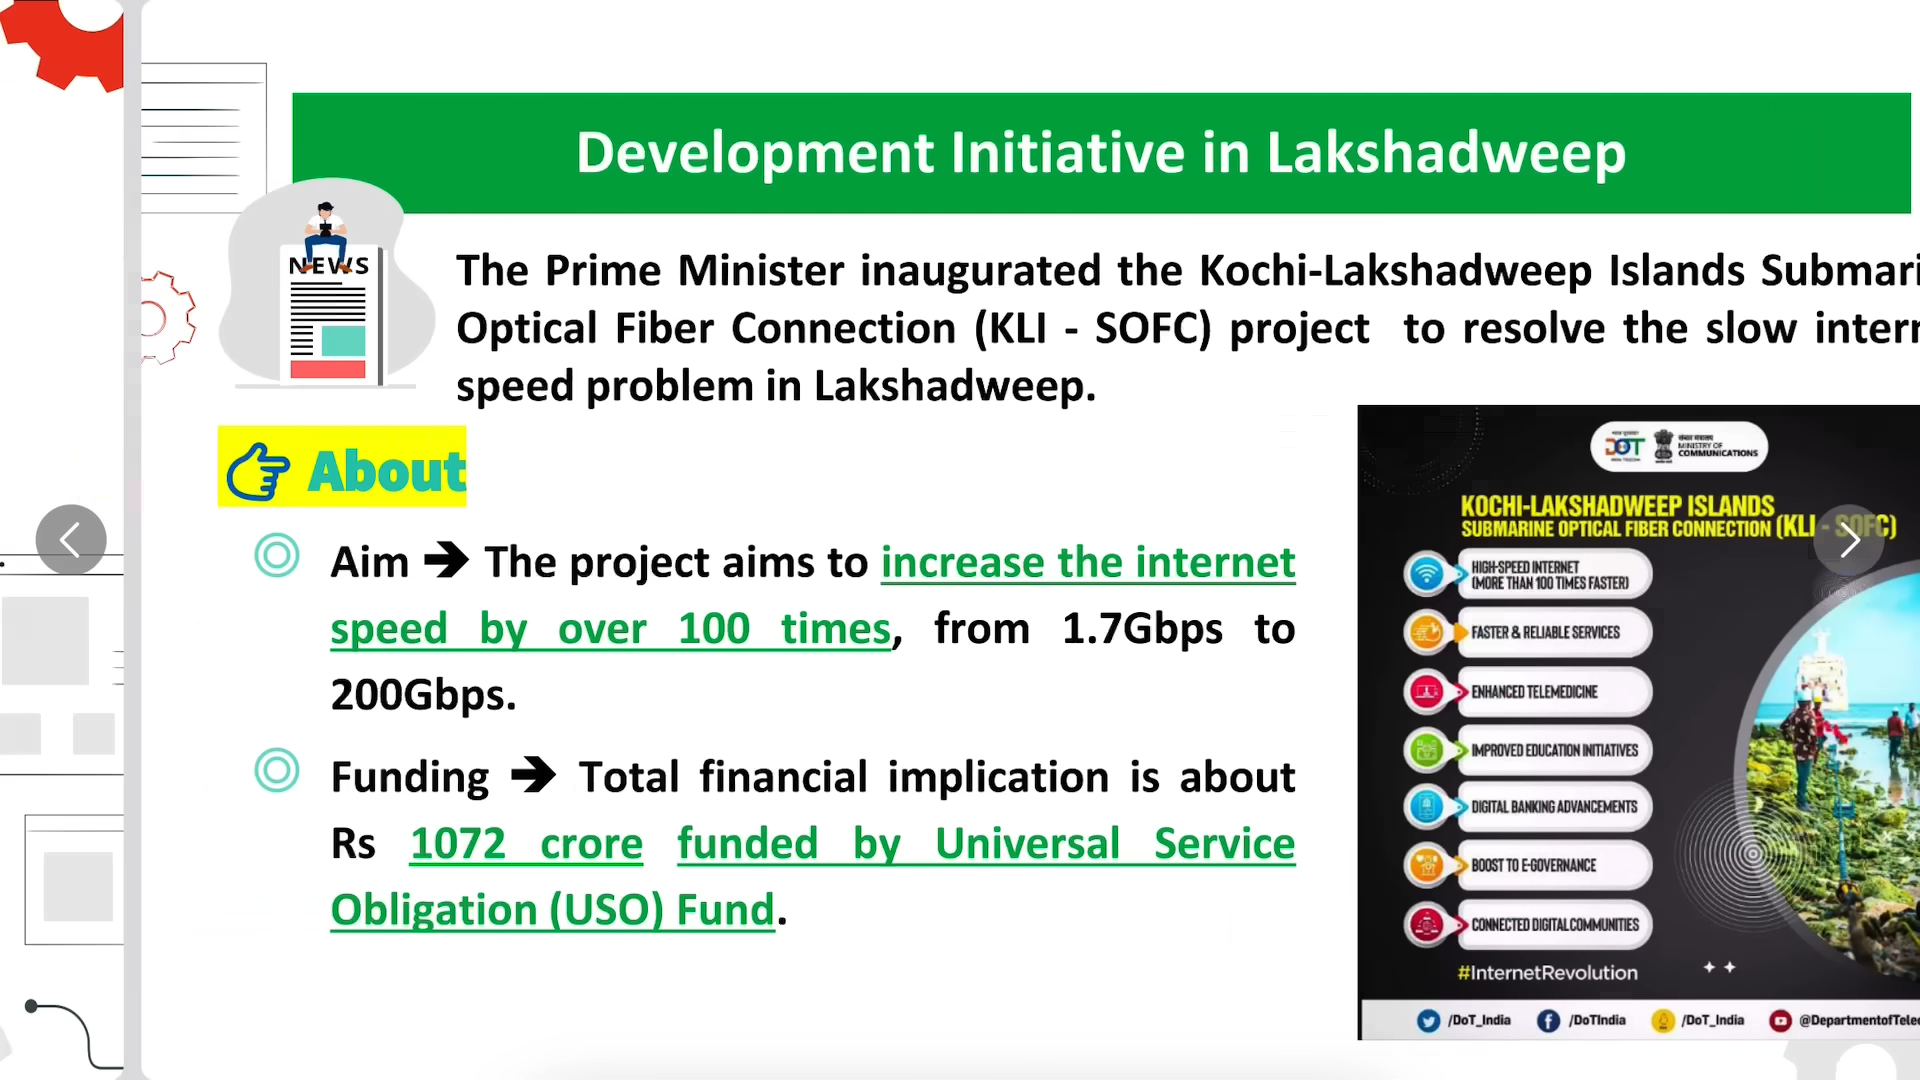 Development Initiative in Lakshadweep
NEWS
The Prime Minister inaugurated the Kochi-Lakshadweep Islands Submari
Optical Fiber Connection (KLI - SOFC) project to resolve the slow intern
speed problem in Lakshadweep.
About
Aim ➔ The project aims to increase the internet
speed by over 100 times, from 1.7Gbps to
200Gbps.
Funding ➔ Total financial implication is about
Rs 1072 crore funded by Universal Service
Obligation (USO) Fund.
DOT
संचार मंत्रालय
MINISTRY OF
COMMUNICATIONS
KOCHI-LAKSHADWEEP ISLANDS
SUBMARINE OPTICAL FIBER CONNECTION (KLI - SOFC)
HIGH-SPEED INTERNET
(MORE THAN 100 TIMES FASTER)
FASTER & RELIABLE SERVICES
ENHANCED TELEMEDICINE
IMPROVED EDUCATION INITIATIVES
DIGITAL BANKING ADVANCEMENTS
BOOST TO E-GOVERNANCE
CONNECTED DIGITAL COMMUNITIES
#InternetRevolution
/DoT_India /DoTIndia /DoT_India @DepartmentofTelec